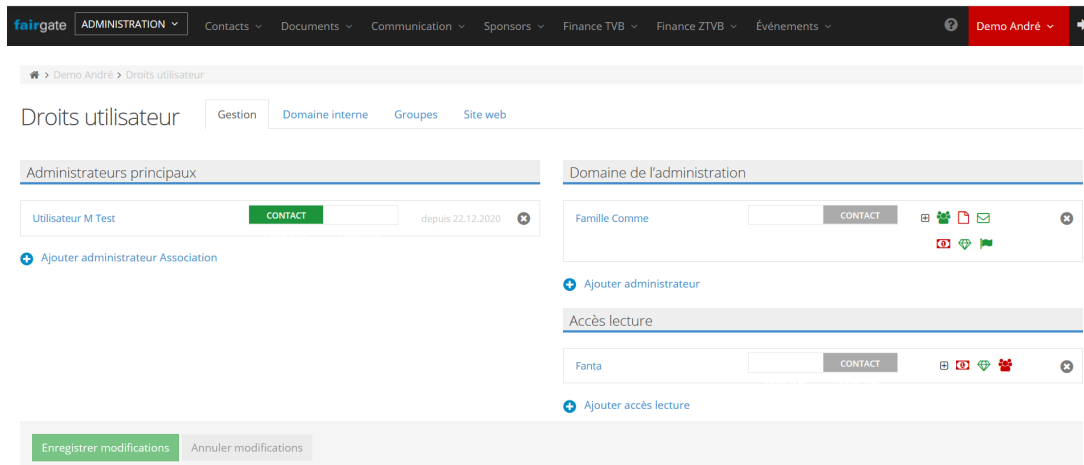 fairgate ADMINISTRATION Contacts Documents Communication Sponsors Finance TVB Finance ZTVB Événements Demo André
Demo André > Droits utilisateur
Droits utilisateur Gestion Domaine interne Groupes Site web
Administrateurs principaux
Utilisateur M Test CONTACT depuis 22.12.2020
Ajouter administrateur Association
Domaine de l'administration
Famille Comme CONTACT
Ajouter administrateur
Accès lecture
Fanta CONTACT
Ajouter accès lecture
Enregistrer modifications Annuler modifications